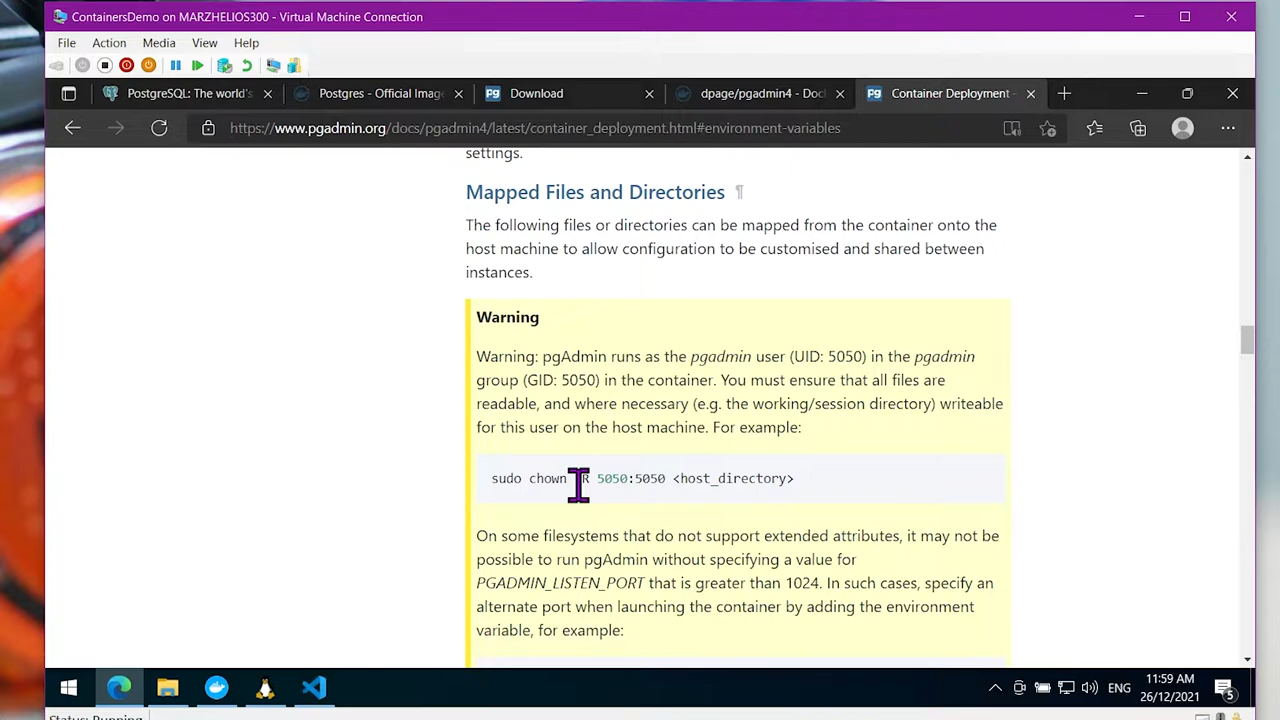 ContainersDemo on MARZHELIOS300 - Virtual Machine Connection
File Action Media View Help
PostgreSQL: The world's
Postgres - Official Imag
Download
dpage/pgadmin4 - Doc
Container Deployment -
https://www.pgadmin.org/docs/pgadmin4/latest/container_deployment.html#environment-variables
settings.
Mapped Files and Directories ¶
The following files or directories can be mapped from the container onto the
host machine to allow configuration to be customised and shared between
instances.
Warning
Warning: pgAdmin runs as the pgadmin user (UID: 5050) in the pgadmin
group (GID: 5050) in the container. You must ensure that all files are
readable, and where necessary (e.g. the working/session directory) writeable
for this user on the host machine. For example:
sudo chown R 5050:5050 <host_directory>
On some filesystems that do not support extended attributes, it may not be
possible to run pgAdmin without specifying a value for
PGADMIN_LISTEN_PORT that is greater than 1024. In such cases, specify an
alternate port when launching the container by adding the environment
variable, for example:
ENG
11:59 AM
26/12/2021
5
Status: Running